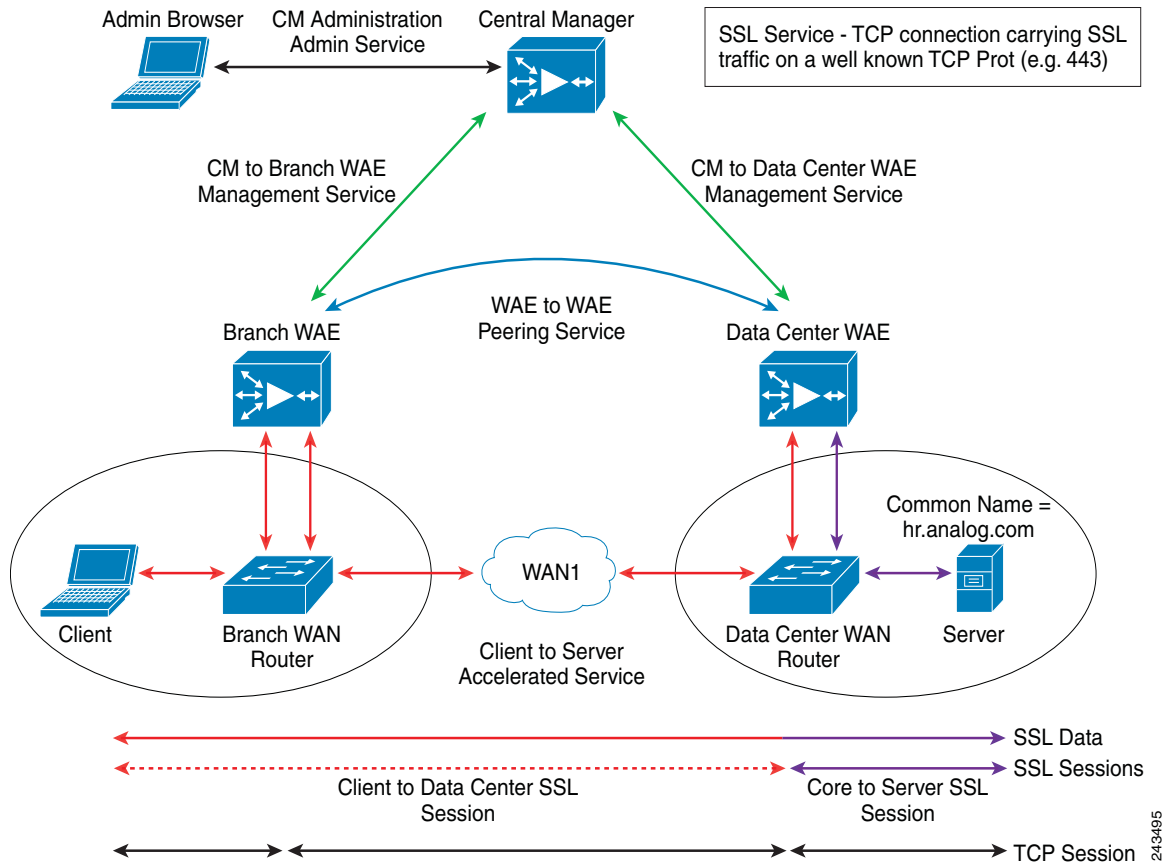 Admin Browser
CM Administration
Admin Service
Central Manager
SSL Service - TCP connection carrying SSL
traffic on a well known TCP Prot (e.g. 443)
CM to Branch WAE
Management Service
CM to Data Center WAE
Management Service
WAE to WAE
Peering Service
Branch WAE
Data Center WAE
Common Name =
hr.analog.com
WAN1
Client
Branch WAN
Router
Client to Server
Accelerated Service
Data Center WAN
Router
Server
SSL Data
SSL Sessions
Client to Data Center SSL
Session
Core to Server SSL
Session
TCP Session
243495